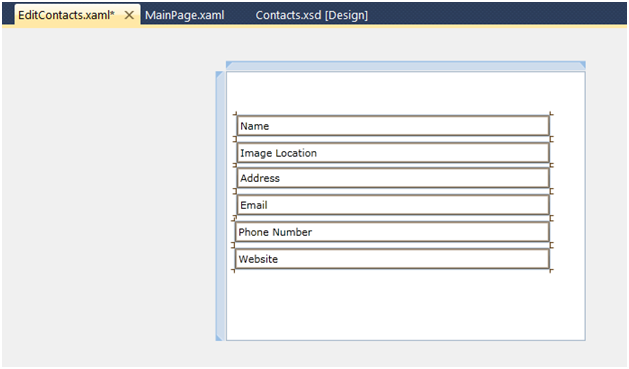 EditContacts.xaml* MainPage.xaml Contacts.xsd [Design]
Name
Image Location
Address
Email
Phone Number
Website